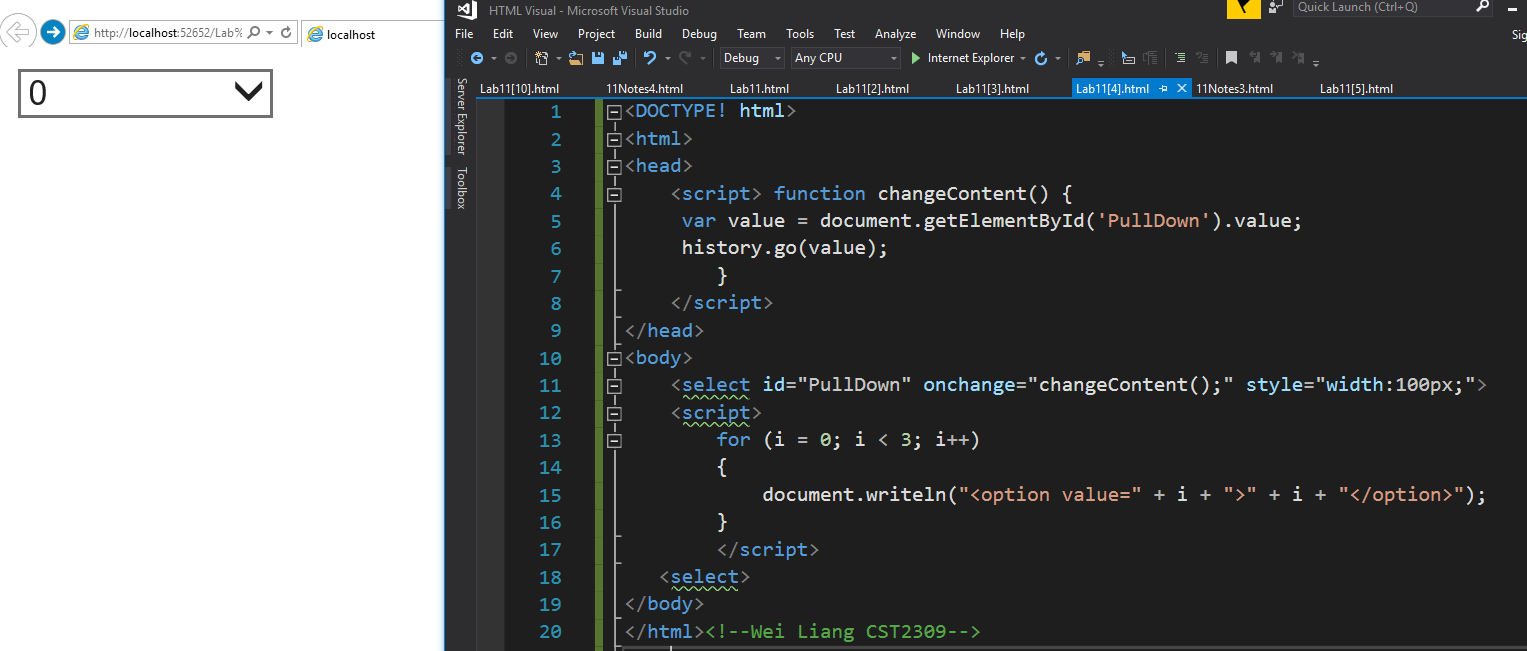 HTML Visual - Microsoft Visual Studio
Quick Launch (Ctrl+Q)
http://localhost:52652/Lab%
localhost
File Edit View Project Build Debug Team Tools Test Analyze Window Help
Sig
Debug Any CPU Internet Explorer
Server Explorer
Toolbox
Lab11[10].html 11Notes4.html Lab11.html Lab11[2].html Lab11[3].html Lab11[4].html 11Notes3.html Lab11[5].html
0
1 <DOCTYPE! html>
2 <html>
3 <head>
4 <script> function changeContent() {
5 var value = document.getElementById('PullDown').value;
6 history.go(value);
7 }
8 </script>
9 </head>
10 <body>
11 <select id="PullDown" onchange="changeContent();" style="width:100px;">
12 <script>
13 for (i = 0; i < 3; i++)
14 {
15 document.writeln("<option value=" + i + ">" + i + "</option>");
16 }
17 </script>
18 <select>
19 </body>
20 </html><!--Wei Liang CST2309-->